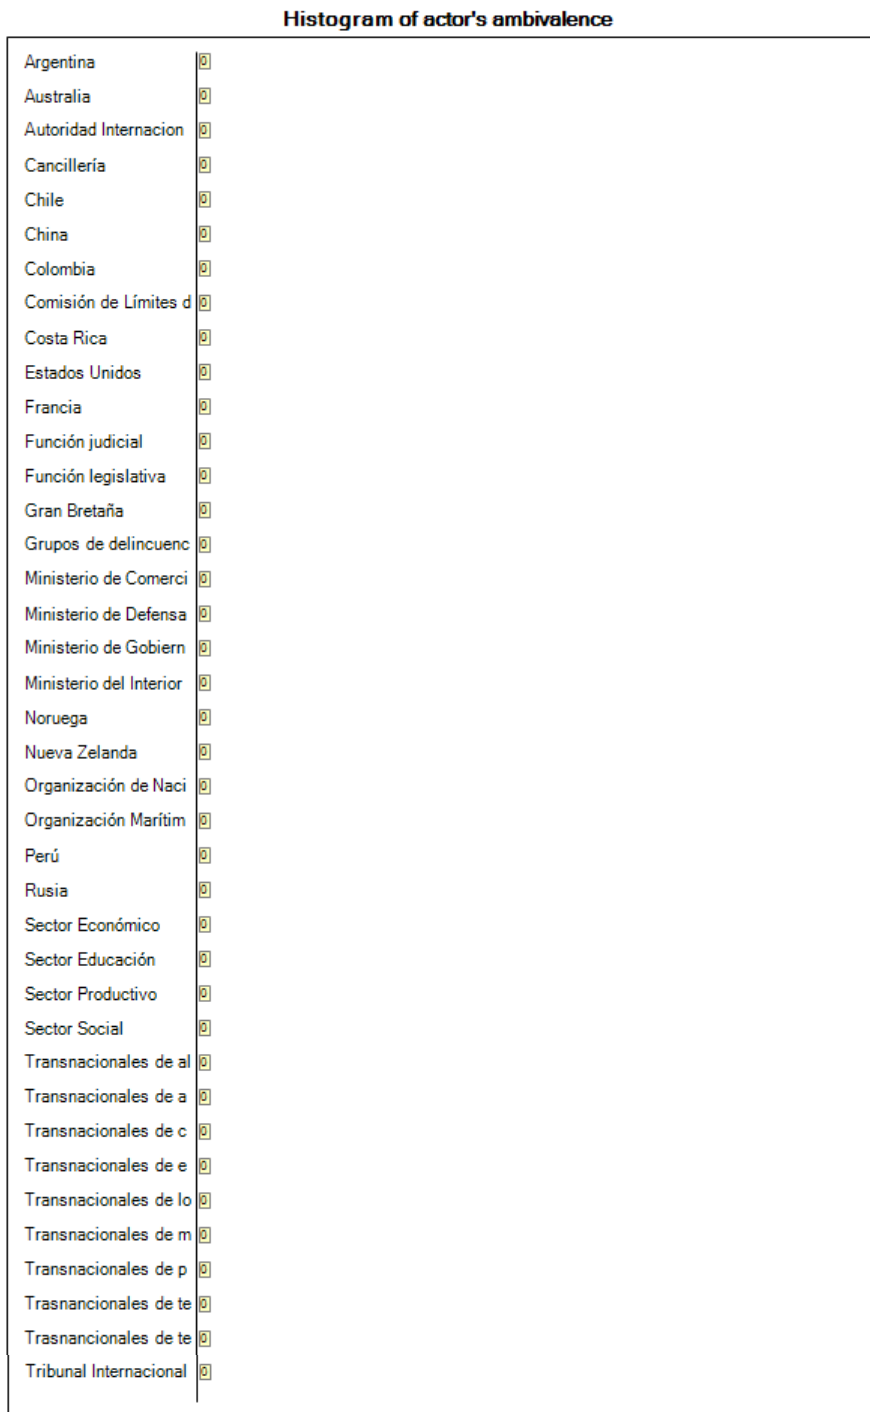 Histogram of actor's ambivalence
Argentina 0
Australia 0
Autoridad Internacion 0
Cancillería 0
Chile 0
China 0
Colombia 0
Comisión de Límites d 0
Costa Rica 0
Estados Unidos 0
Francia 0
Función judicial 0
Función legislativa 0
Gran Bretaña 0
Grupos de delincuenc 0
Ministerio de Comerci 0
Ministerio de Defensa 0
Ministerio de Gobiern 0
Ministerio del Interior 0
Noruega 0
Nueva Zelanda 0
Organización de Naci 0
Organización Marítim 0
Perú 0
Rusia 0
Sector Económico 0
Sector Educación 0
Sector Productivo 0
Sector Social 0
Transnacionales de al 0
Transnacionales de a 0
Transnacionales de c 0
Transnacionales de e 0
Transnacionales de lo 0
Transnacionales de m 0
Transnacionales de p 0
Trasnancionales de te 0
Trasnancionales de te 0
Tribunal Internacional 0